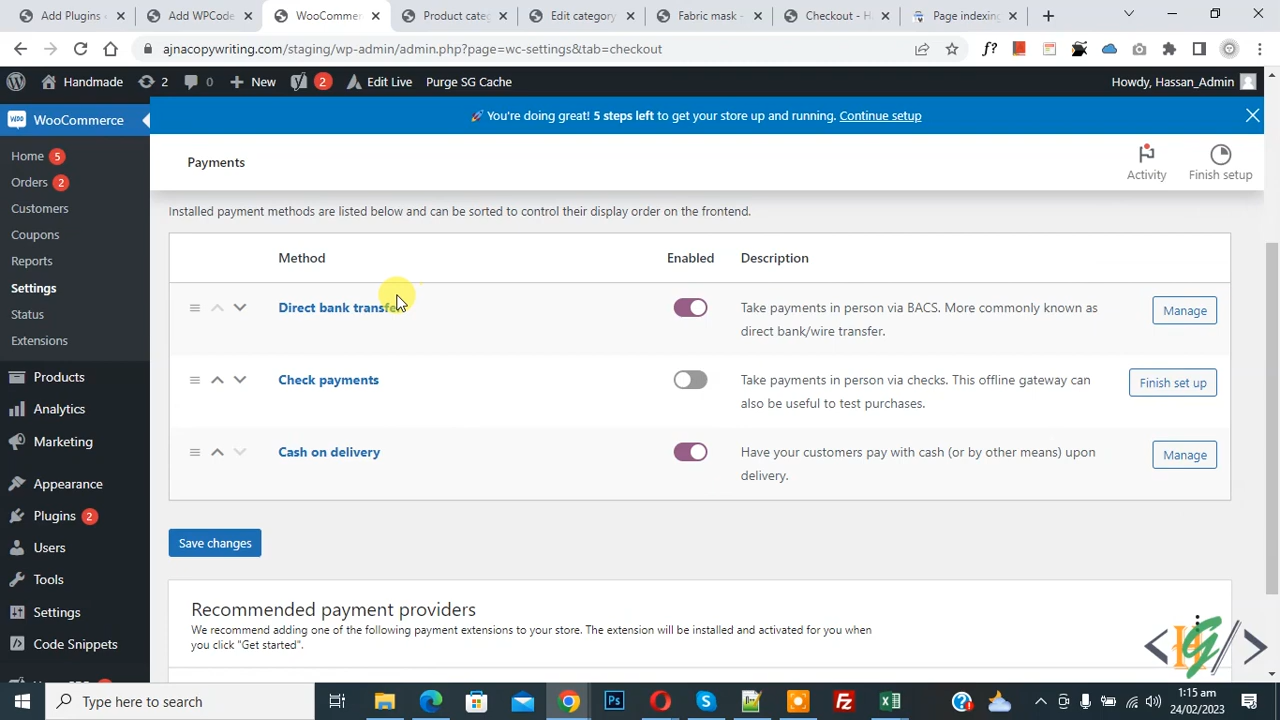 Add Plugins
Add WPCode
WooComme
Product cate
Edit category
Fabric mask -
Checkout - H
Page indexing
ajnacopywriting.com/staging/wp-admin/admin.php?page=wc-settings&tab=checkout
f?
Handmade
2
0
New
2
Edit Live
Purge SG Cache
Howdy, Hassan_Admin
WooCommerce
🚀 You're doing great! 5 steps left to get your store up and running. Continue setup
Home 5
Orders 2
Customers
Coupons
Reports
Settings
Status
Extensions
Products
Analytics
Marketing
Appearance
Plugins 2
Users
Tools
Settings
Code Snippets
Payments
Activity
Finish setup
Installed payment methods are listed below and can be sorted to control their display order on the frontend.
Method
Enabled
Description
Direct bank transfer
Take payments in person via BACS. More commonly known as
direct bank/wire transfer.
Manage
Check payments
Take payments in person via checks. This offline gateway can
also be useful to test purchases.
Finish set up
Cash on delivery
Have your customers pay with cash (or by other means) upon
delivery.
Manage
Save changes
Recommended payment providers
We recommend adding one of the following payment extensions to your store. The extension will be installed and activated for you when
you click "Get started".
<HG/>
Type here to search
1:15 am
24/02/2023